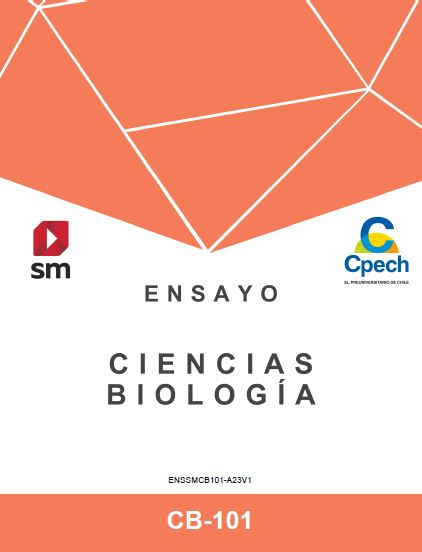 sm
Cpech
EL PREUNIVERSITARIO DE CHILE
ENSAYO
CIENCIAS
BIOLOGÍA
ENSSMCB101-A23V1
CB-101